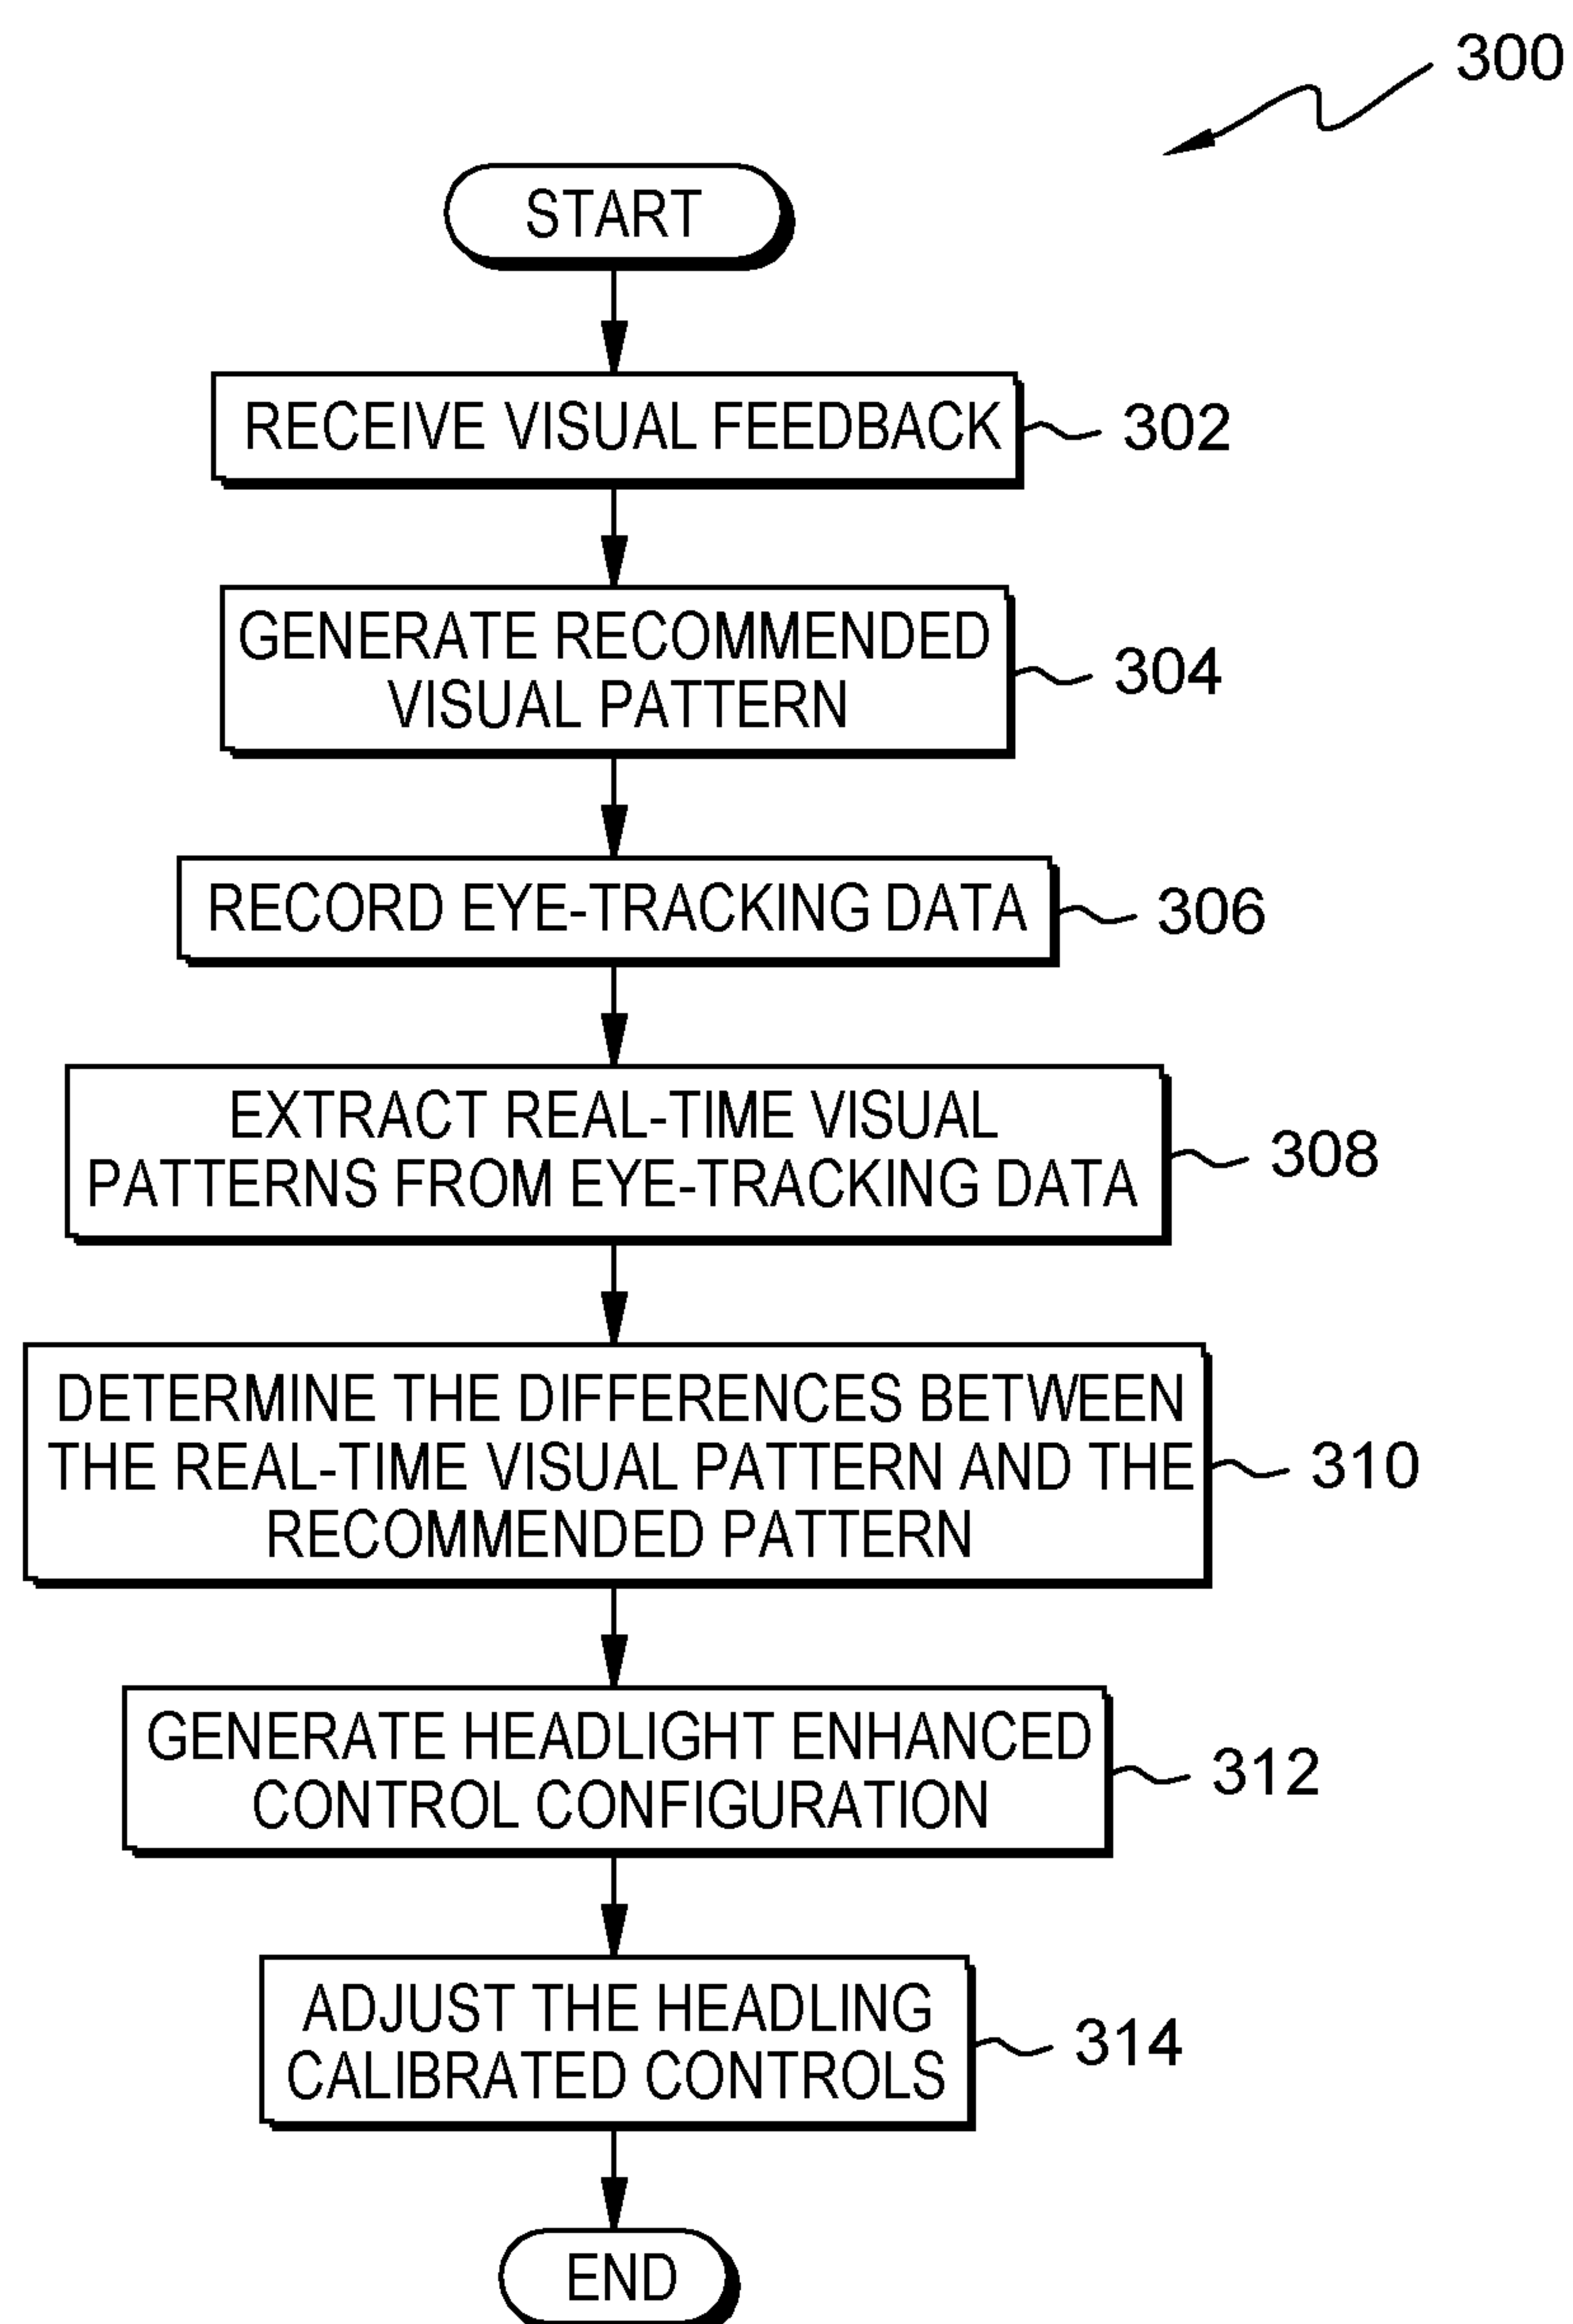 300
START
RECEIVE VISUAL FEEDBACK
302
GENERATE RECOMMENDED
VISUAL PATTERN
304
RECORD EYE-TRACKING DATA
306
EXTRACT REAL-TIME VISUAL
PATTERNS FROM EYE-TRACKING DATA
308
DETERMINE THE DIFFERENCES BETWEEN
THE REAL-TIME VISUAL PATTERN AND THE
RECOMMENDED PATTERN
310
GENERATE HEADLIGHT ENHANCED
CONTROL CONFIGURATION
312
ADJUST THE HEADLING
CALIBRATED CONTROLS
314
END